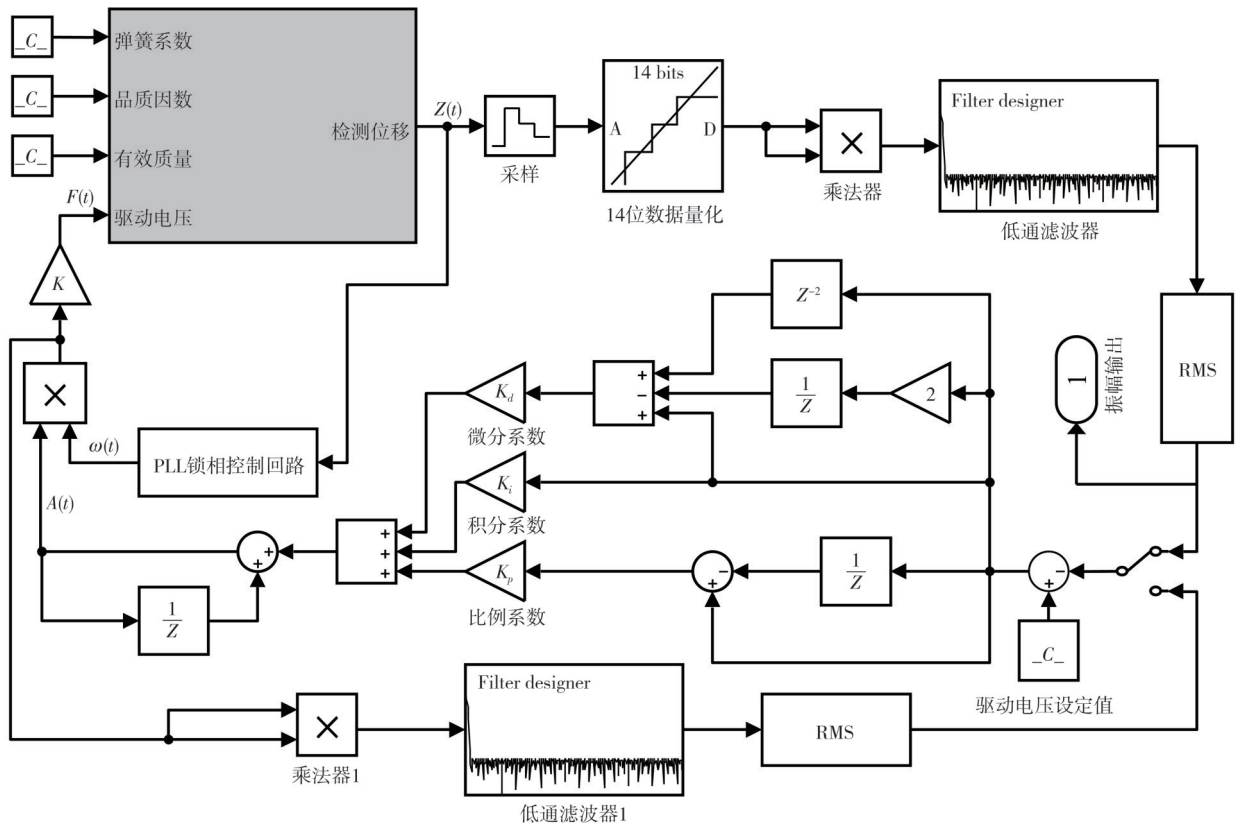 _C_
弹簧系数
_C_
品质因数
_C_
有效质量
F(t)
驱动电压
检测位移
Z(t)
采样
14 bits
A
D
14位数据量化
×
乘法器
Filter designer
低通滤波器
K
×
ω(t)
A(t)
PLL锁相控制回路
Z⁻²
+
−
+
1
Z
2
K_d
微分系数
K_i
积分系数
K_p
比例系数
+
+
+
+
+
1
Z
−
+
1
Z
−
+
_C_
驱动电压设定值
1
振幅输出
RMS
×
乘法器1
Filter designer
低通滤波器1
RMS